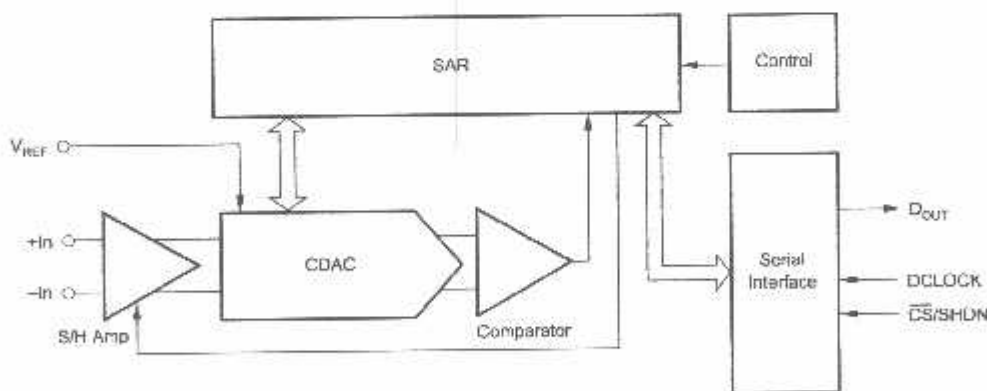 SAR
Control
VREF
+In
CDAC
Serial
Interface
DOUT
–In
DCLOCK
CS/SHDN
S/H Amp
Comparator